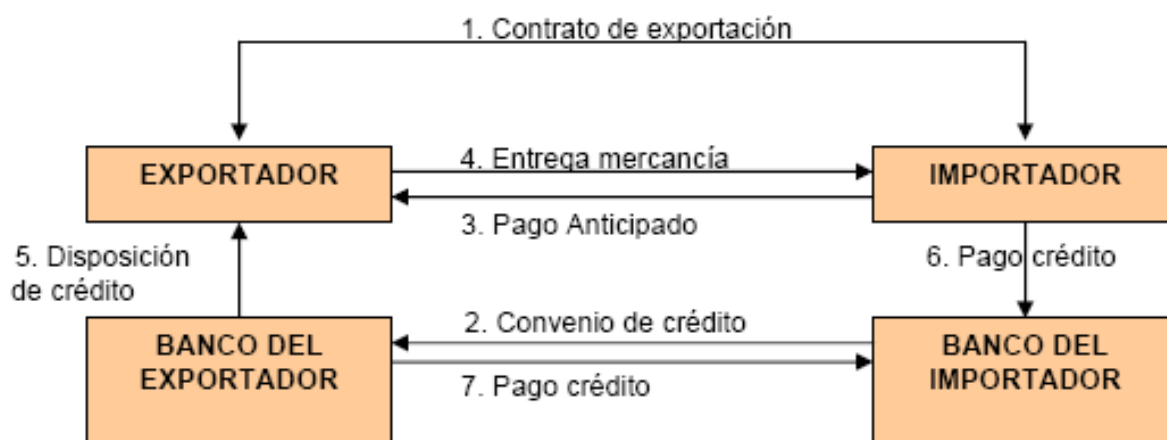 1. Contrato de exportación
EXPORTADOR
4. Entrega mercancía
IMPORTADOR
3. Pago Anticipado
5. Disposición
de crédito
6. Pago crédito
BANCO DEL
EXPORTADOR
2. Convenio de crédito
7. Pago crédito
BANCO DEL
IMPORTADOR